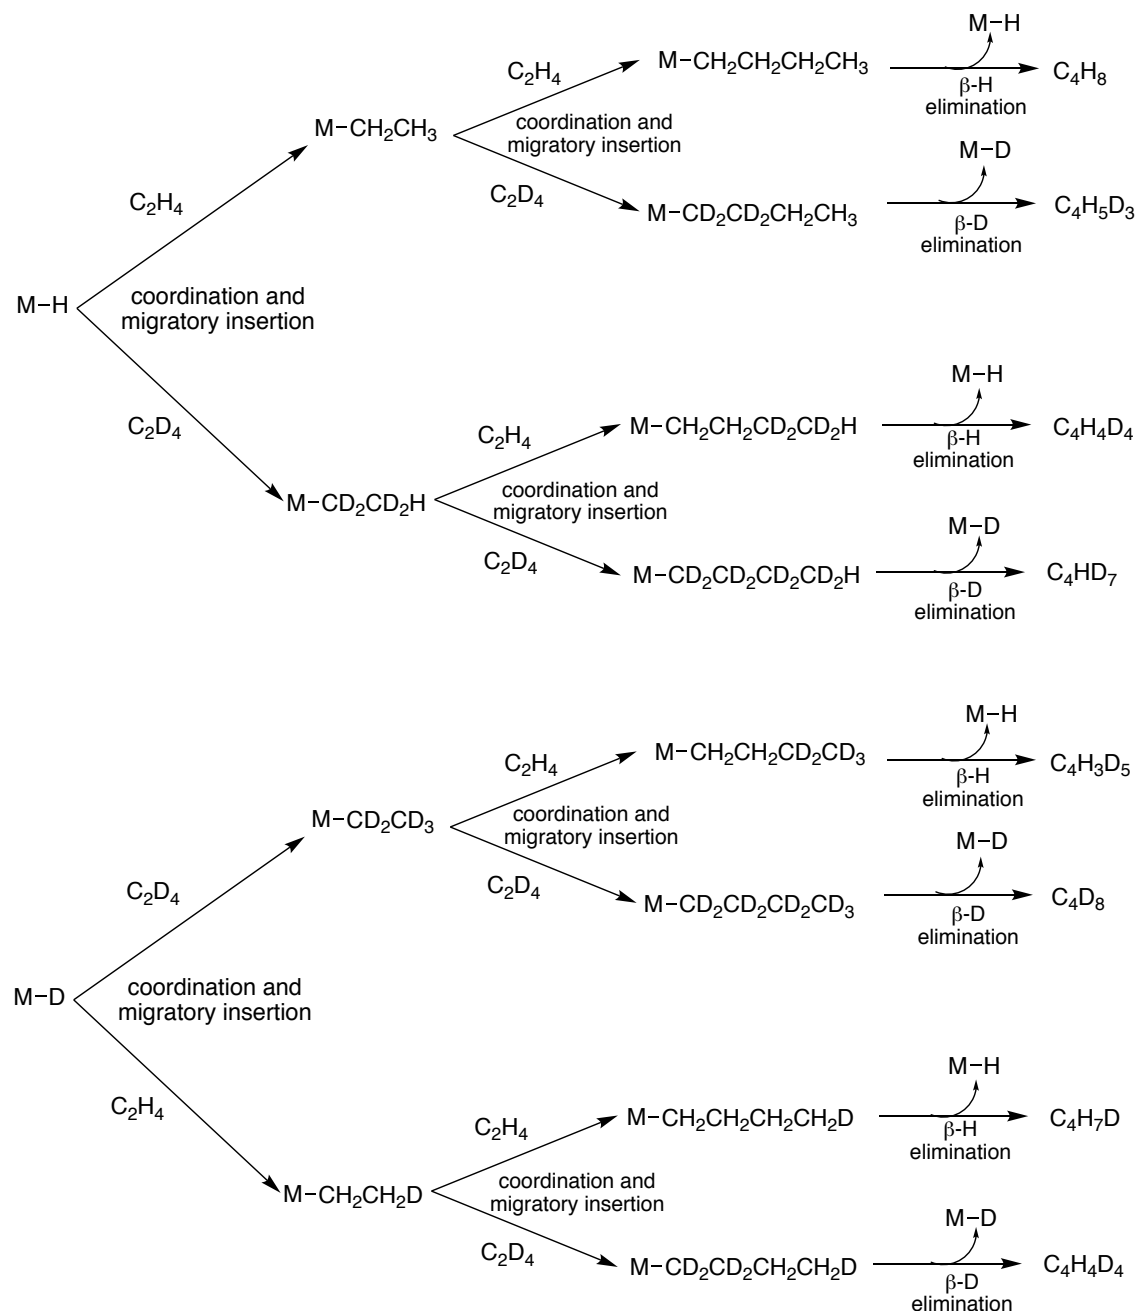 M–H
C₂H₄
M–CH₂CH₂CH₂CH₃
β-H
elimination
C₄H₈
M–CH₂CH₃
coordination and
migratory insertion
M–D
C₂H₄
C₂D₄
M–CD₂CD₂CH₂CH₃
β-D
elimination
C₄H₅D₃
M–H
coordination and
migratory insertion
M–H
C₂D₄
C₂H₄
M–CH₂CH₂CD₂CD₂H
β-H
elimination
C₄H₄D₄
M–CD₂CD₂H
coordination and
migratory insertion
M–D
C₂D₄
M–CD₂CD₂CD₂CD₂H
β-D
elimination
C₄HD₇
M–H
C₂H₄
M–CH₂CH₂CD₂CD₃
β-H
elimination
C₄H₃D₅
M–CD₂CD₃
coordination and
migratory insertion
M–D
C₂D₄
C₂D₄
M–CD₂CD₂CD₂CD₃
β-D
elimination
C₄D₈
M–D
coordination and
migratory insertion
M–H
C₂H₄
C₂H₄
M–CH₂CH₂CH₂CH₂D
β-H
elimination
C₄H₇D
M–CH₂CH₂D
coordination and
migratory insertion
M–D
C₂D₄
M–CD₂CD₂CH₂CH₂D
β-D
elimination
C₄H₄D₄